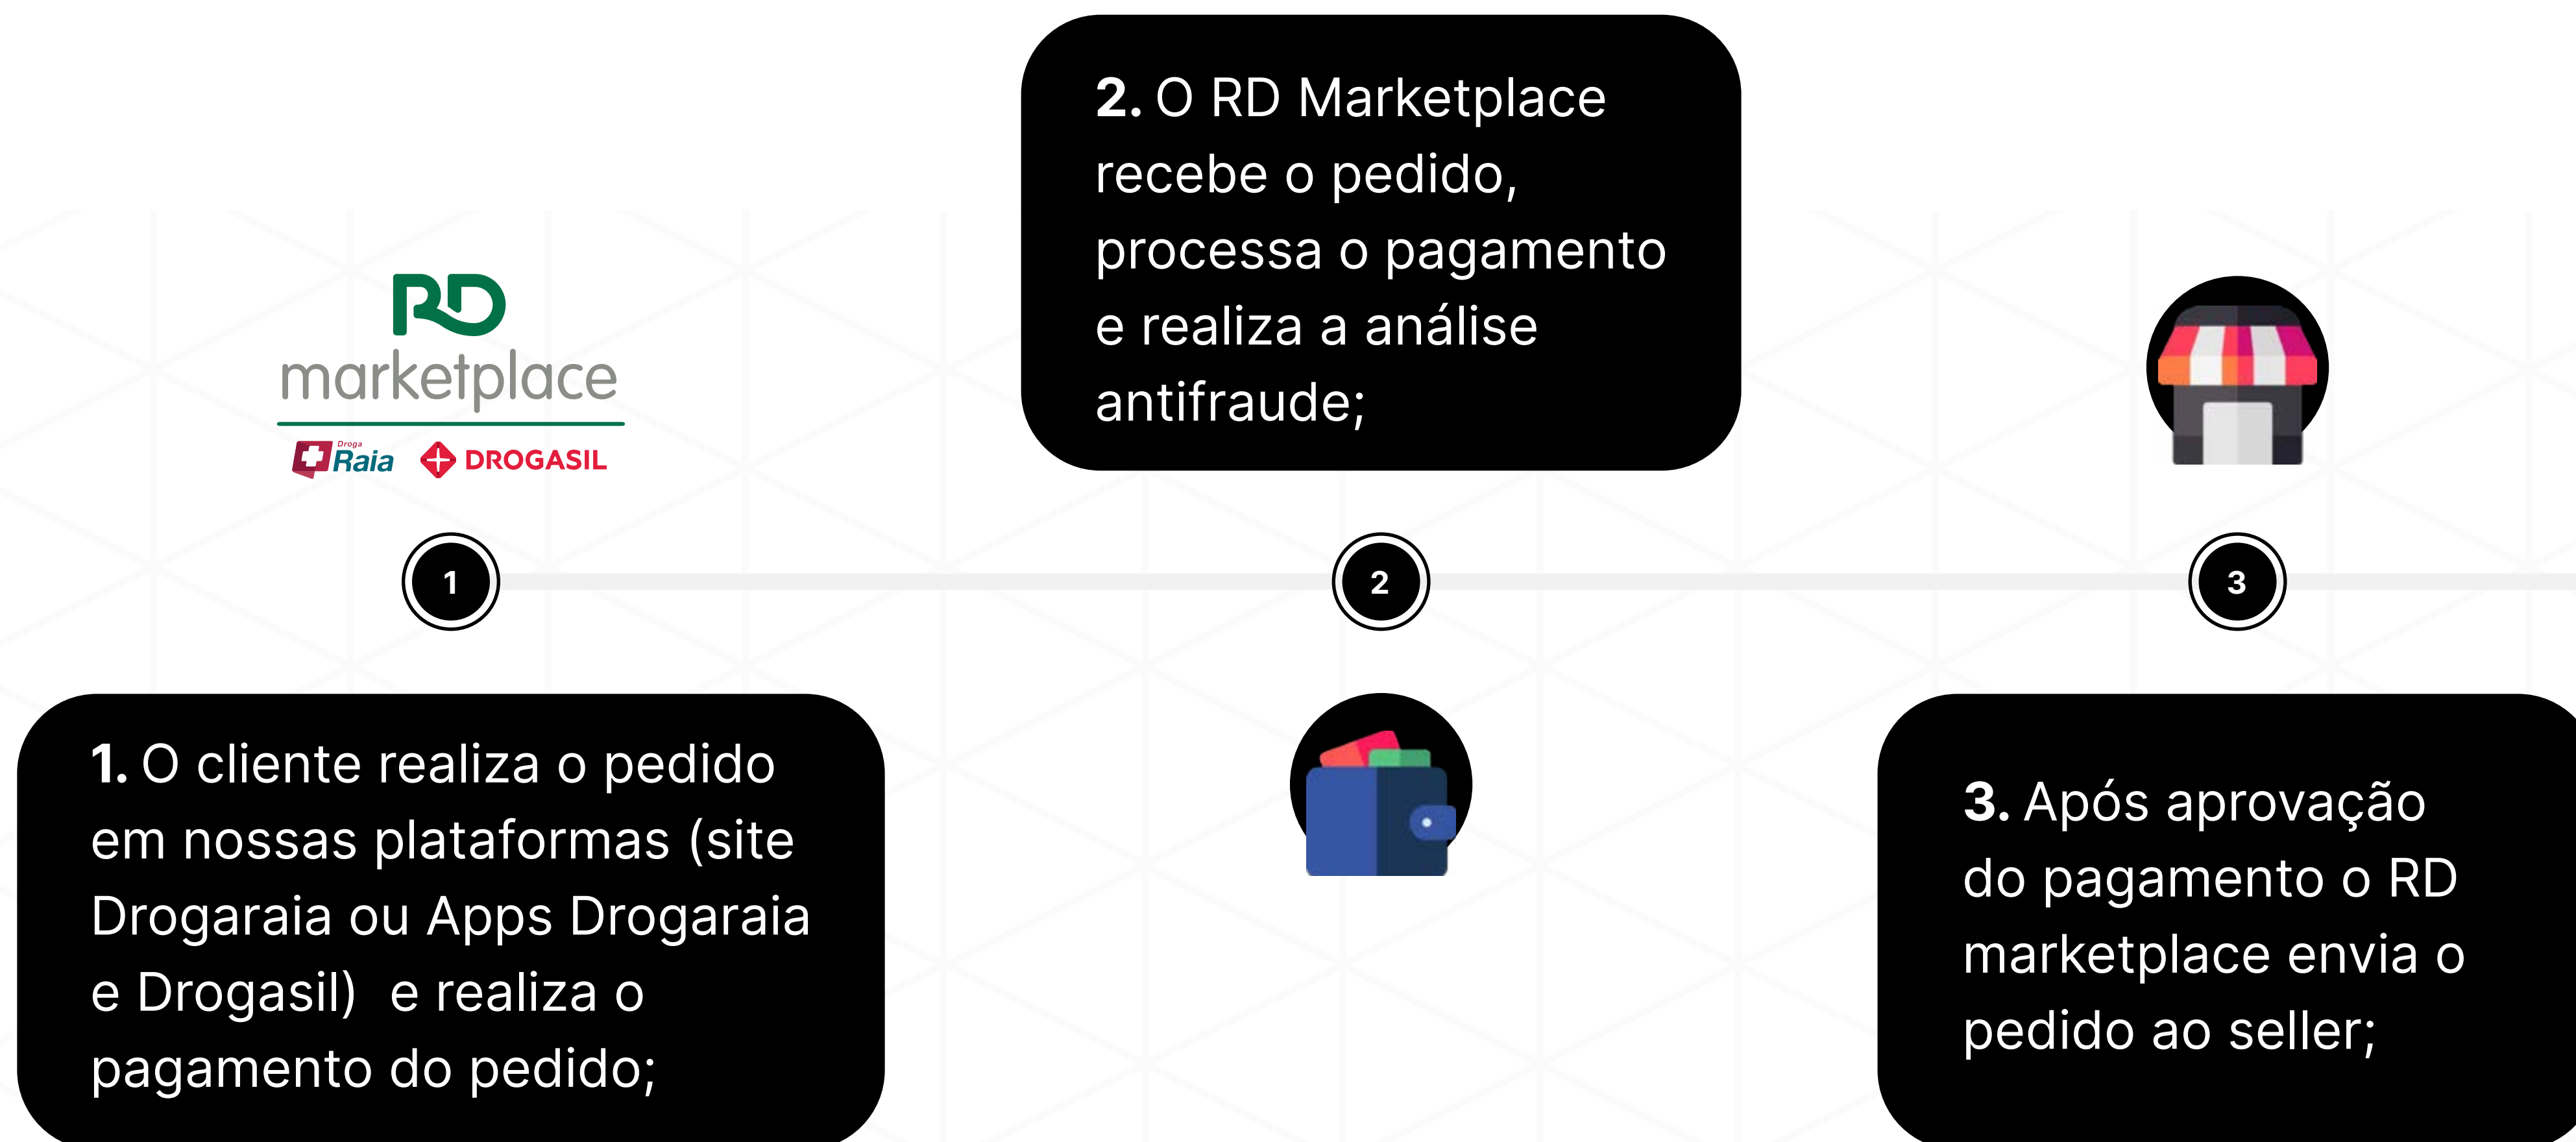 RD
marketplace
Droga
Raia
DROGASIL
1
1. O cliente realiza o pedido
em nossas plataformas (site
Drogaraia ou Apps Drogaraia
e Drogasil)  e realiza o
pagamento do pedido;
2. O RD Marketplace
recebe o pedido,
processa o pagamento
e realiza a análise
antifraude;
2
3
3. Após aprovação
do pagamento o RD
marketplace envia o
pedido ao seller;